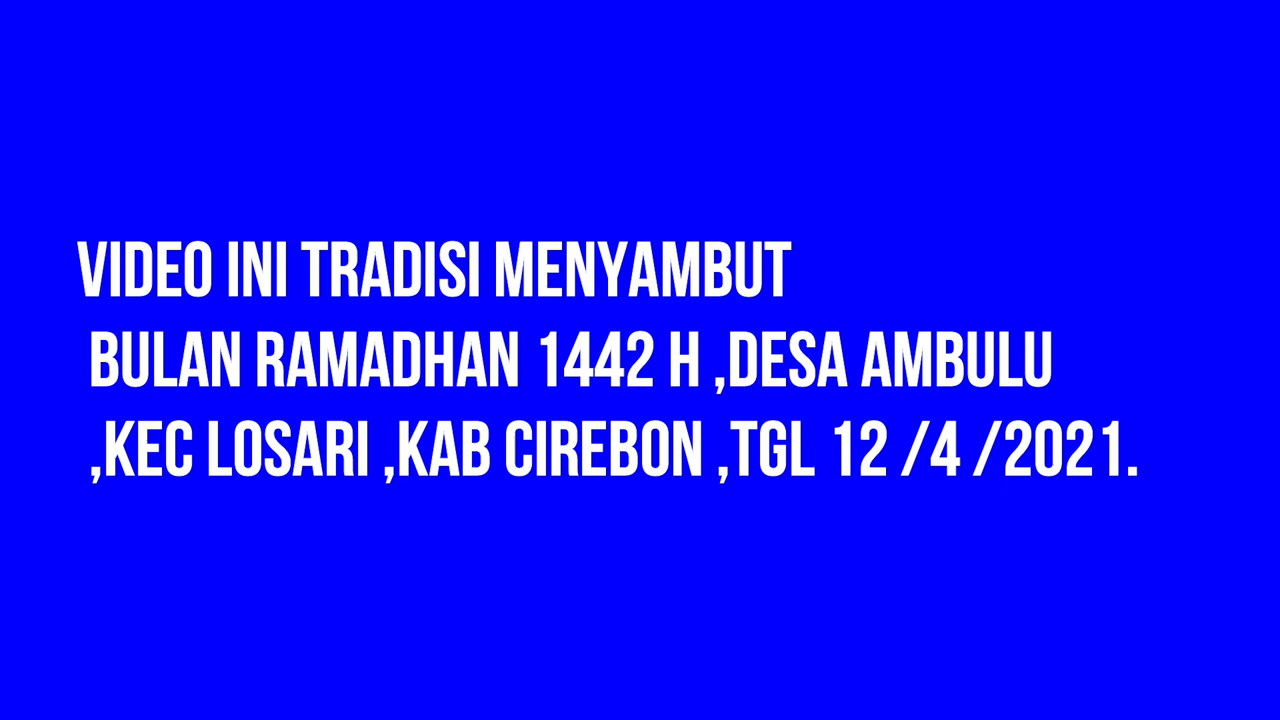 VIDEO INI TRADISI MENYAMBUT
BULAN RAMADHAN 1442 H ,DESA AMBULU
,KEC LOSARI ,KAB CIREBON ,TGL 12 /4 /2021.